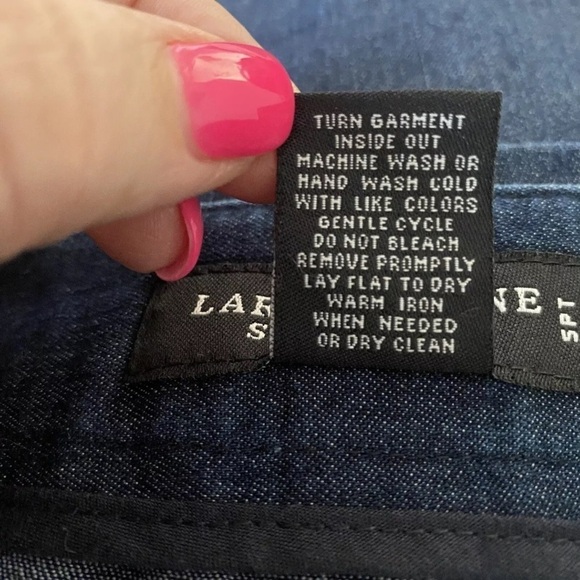 TURN GARMENT
INSIDE OUT
MACHINE WASH OR
HAND WASH COLD
WITH LIKE COLORS
GENTLE CYCLE
DO NOT BLEACH
REMOVE PROMPTLY
LAY FLAT TO DRY
WARM IRON
WHEN NEEDED
OR DRY CLEAN
SPT